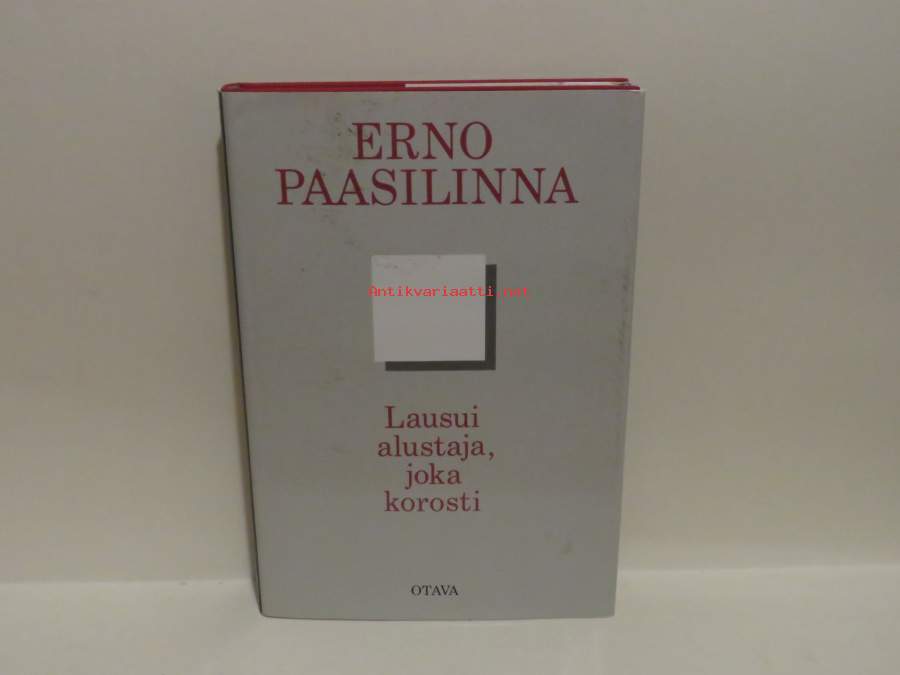 ERNO
PAASILINNA
Antikvariaatti.net
Lausui
alustaja,
joka
korosti
OTAVA